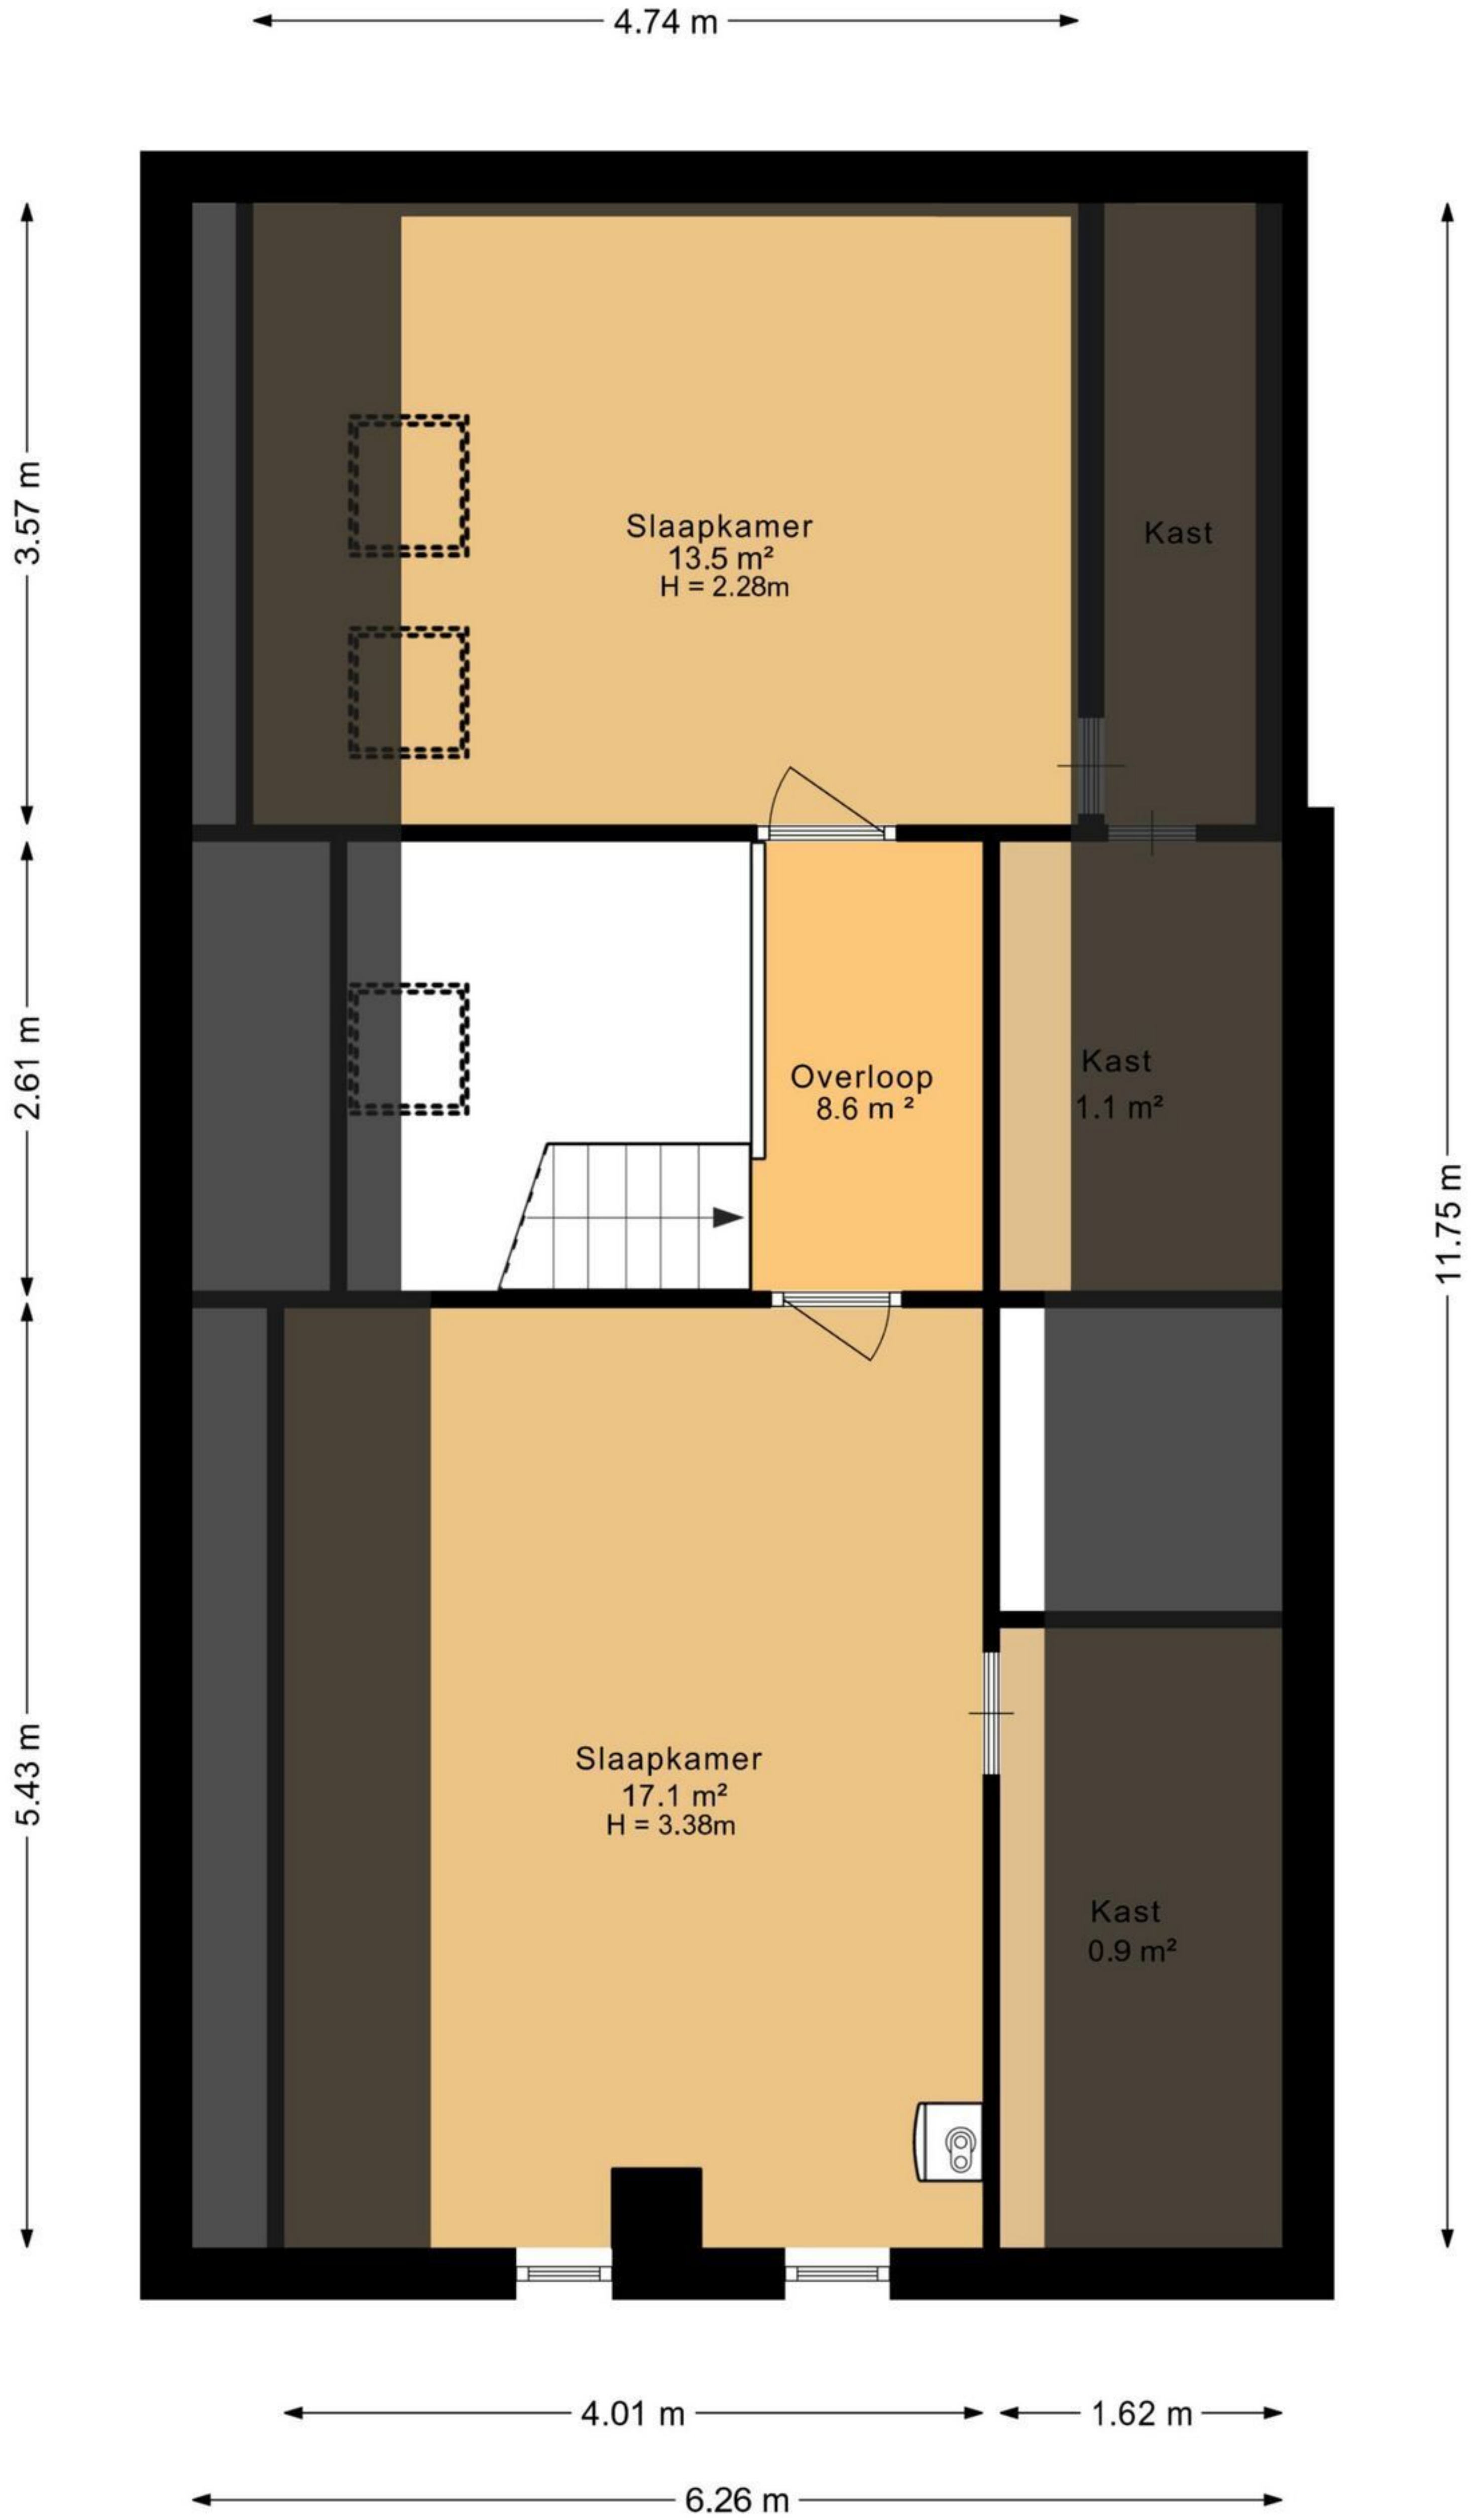 4.74 m
3.57 m
Slaapkamer
13.5 m²
H = 2.28m
Kast
2.61 m
Overloop
8.6 m ²
Kast
1.1 m²
11.75 m
5.43 m
Slaapkamer
17.1 m²
H = 3.38m
Kast
0.9 m²
4.01 m
1.62 m
6.26 m